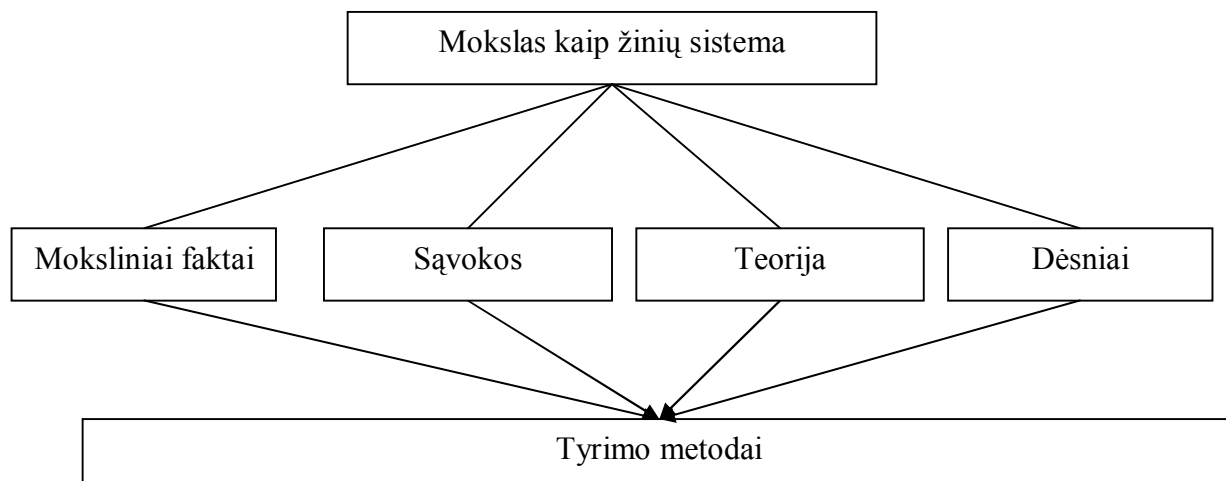 Mokslas kaip žinių sistema
Moksliniai faktai
Sąvokos
Teorija
Dėsniai
Tyrimo metodai